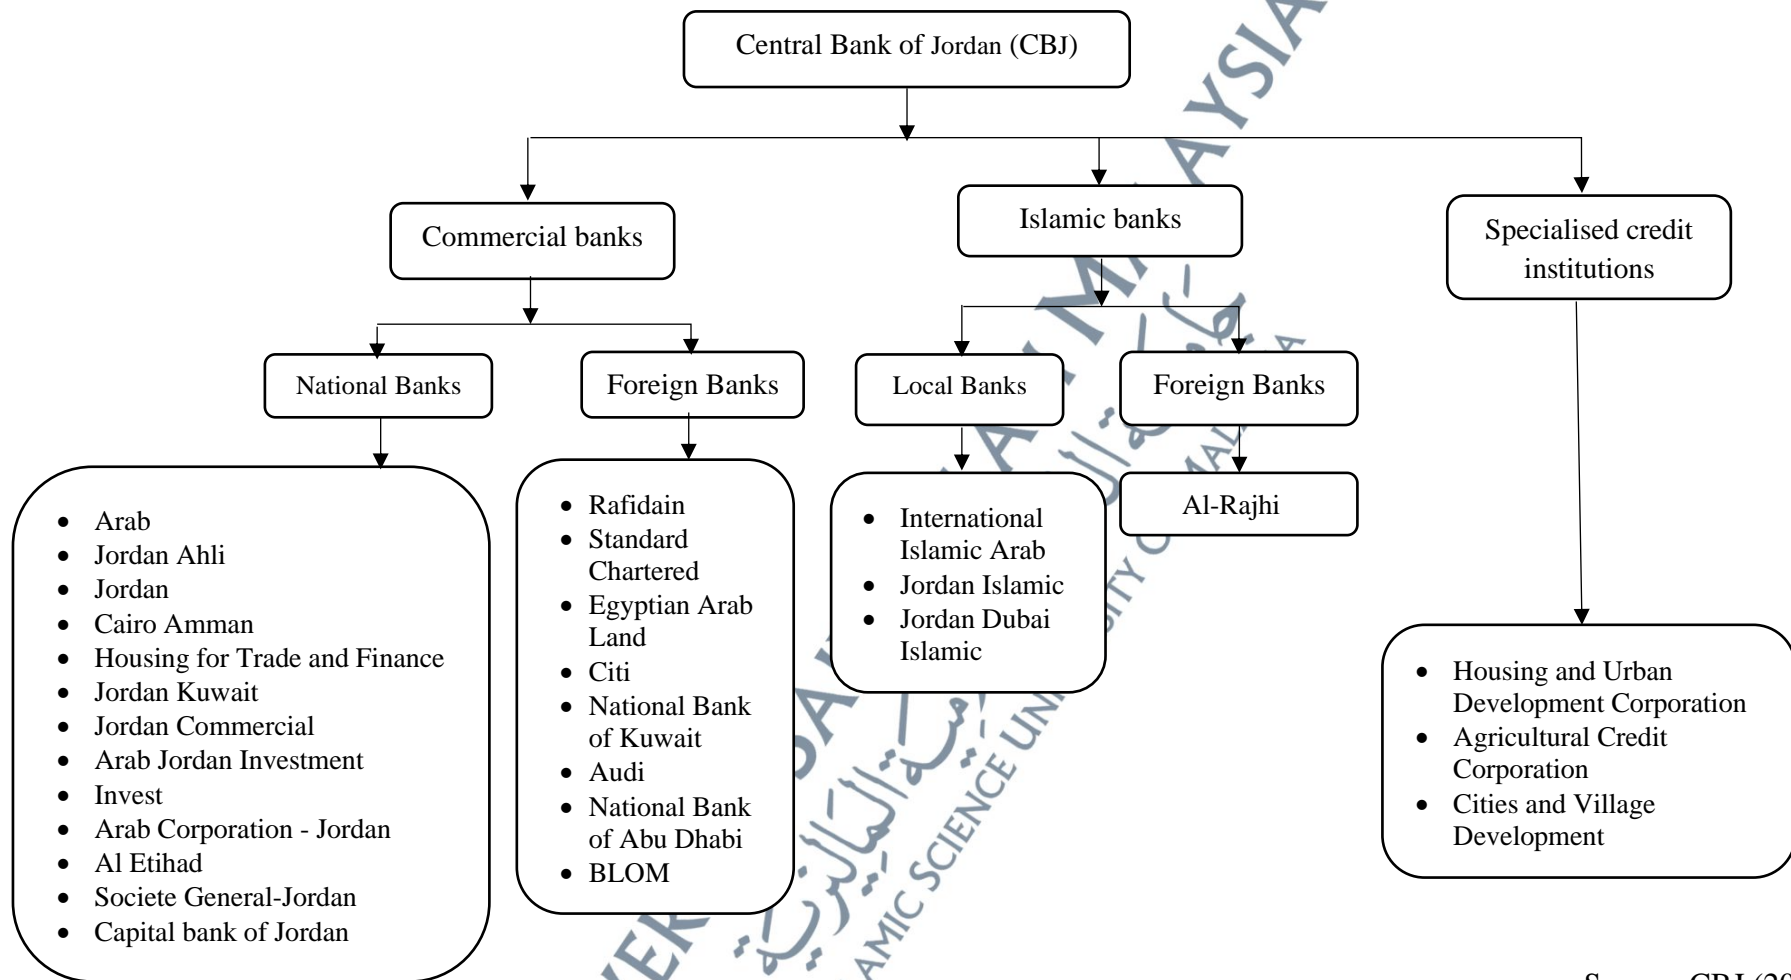 Central Bank of Jordan (CBJ)
Commercial banks
Islamic banks
Specialised credit
institutions
National Banks
Foreign Banks
Local Banks
Foreign Banks
• Arab
• Jordan Ahli
• Jordan
• Cairo Amman
• Housing for Trade and Finance
• Jordan Kuwait
• Jordan Commercial
• Arab Jordan Investment
• Invest
• Arab Corporation - Jordan
• Al Etihad
• Societe General-Jordan
• Capital bank of Jordan
• Rafidain
• Standard
Chartered
• Egyptian Arab
Land
• Citi
• National Bank
of Kuwait
• Audi
• National Bank
of Abu Dhabi
• BLOM
• International
Islamic Arab
• Jordan Islamic
• Jordan Dubai
Islamic
Al-Rajhi
• Housing and Urban
Development Corporation
• Agricultural Credit
Corporation
• Cities and Village
Development